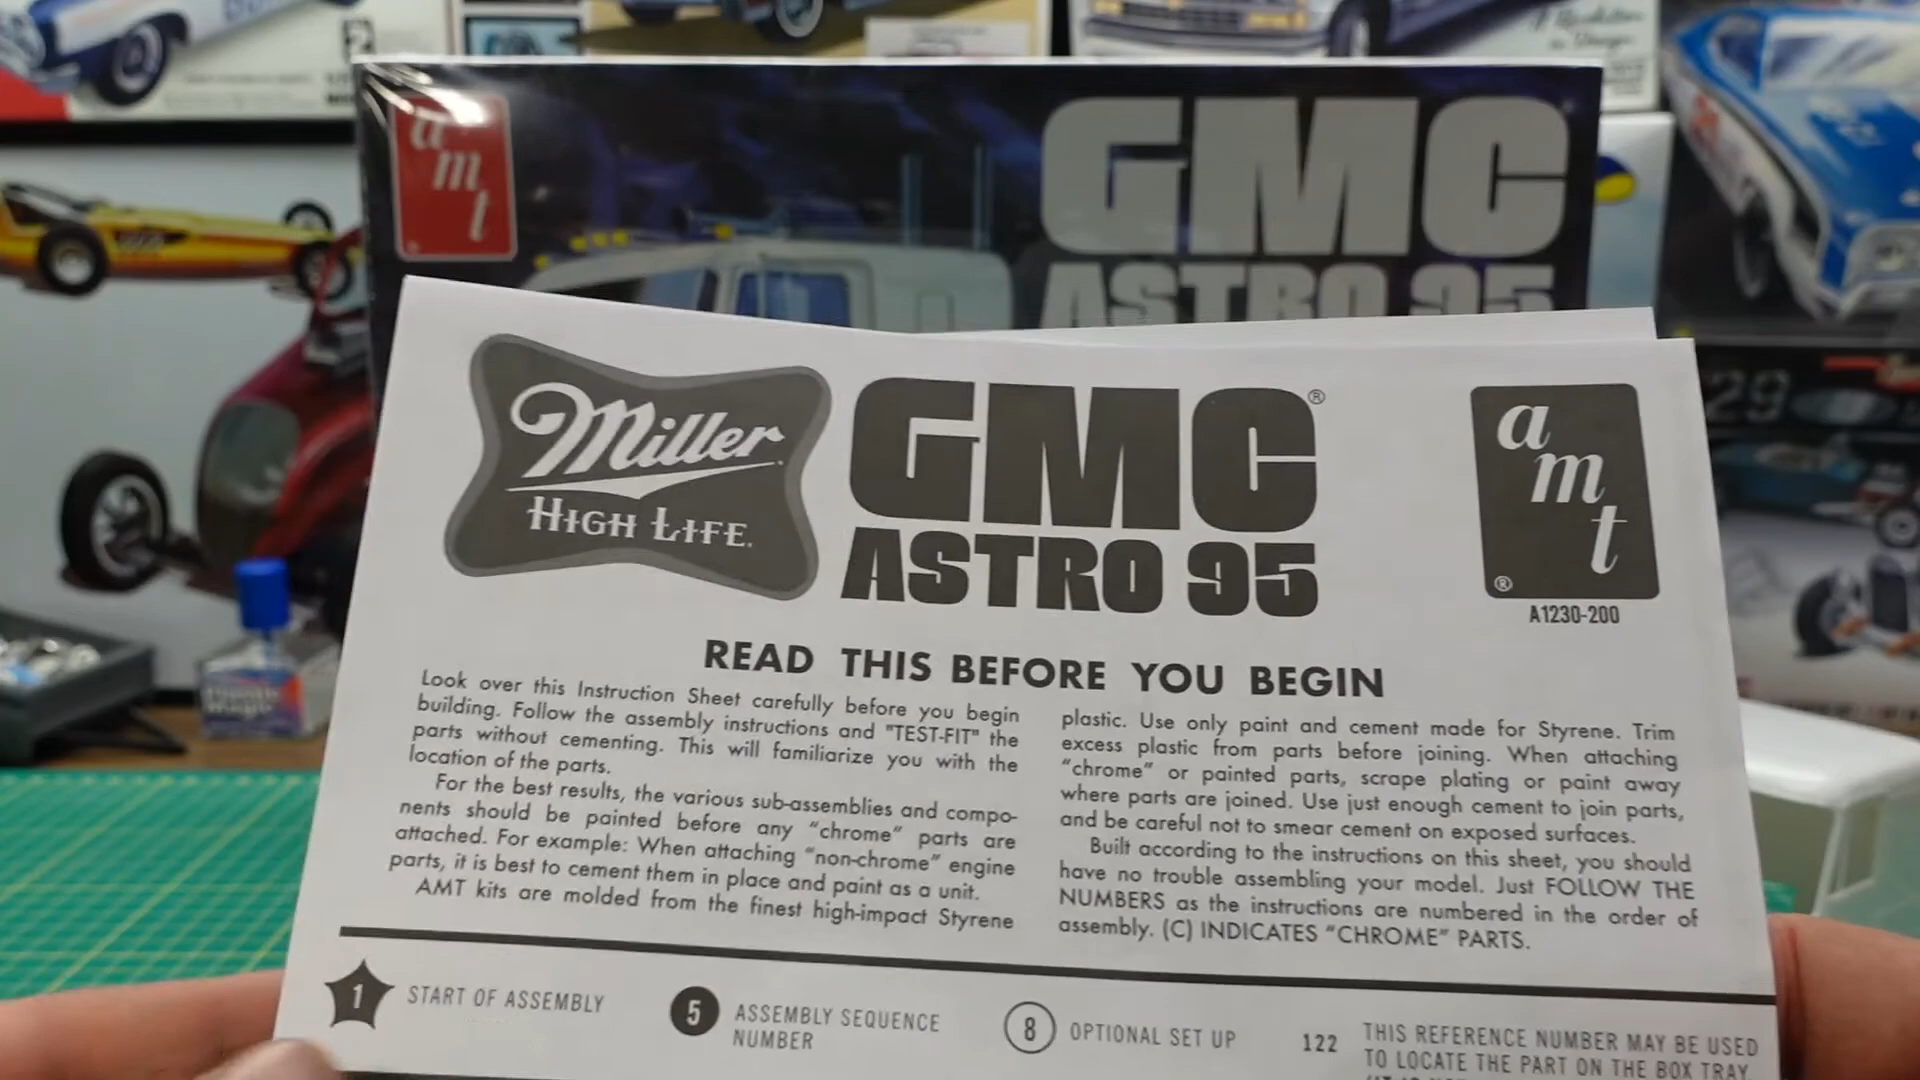 amt
GMC
ASTRO 95
Miller
HIGH LIFE.
GMC®
ASTRO 95
amt
®
A1230-200
READ THIS BEFORE YOU BEGIN
Look over this Instruction Sheet carefully before you begin
building. Follow the assembly instructions and "TEST-FIT" the
parts without cementing. This will familiarize you with the
location of the parts.
For the best results, the various sub-assemblies and compo-
nents should be painted before any “chrome” parts are
attached. For example: When attaching “non-chrome” engine
parts, it is best to cement them in place and paint as a unit.
AMT kits are molded from the finest high-impact Styrene
plastic. Use only paint and cement made for Styrene. Trim
excess plastic from parts before joining. When attaching
“chrome” or painted parts, scrape plating or paint away
where parts are joined. Use just enough cement to join parts,
and be careful not to smear cement on exposed surfaces.
Built according to the instructions on this sheet, you should
have no trouble assembling your model. Just FOLLOW THE
NUMBERS as the instructions are numbered in the order of
assembly. (C) INDICATES “CHROME” PARTS.
1 START OF ASSEMBLY
5 ASSEMBLY SEQUENCE
NUMBER
8 OPTIONAL SET UP
122 THIS REFERENCE NUMBER MAY BE USED
TO LOCATE THE PART ON THE BOX TRAY
29